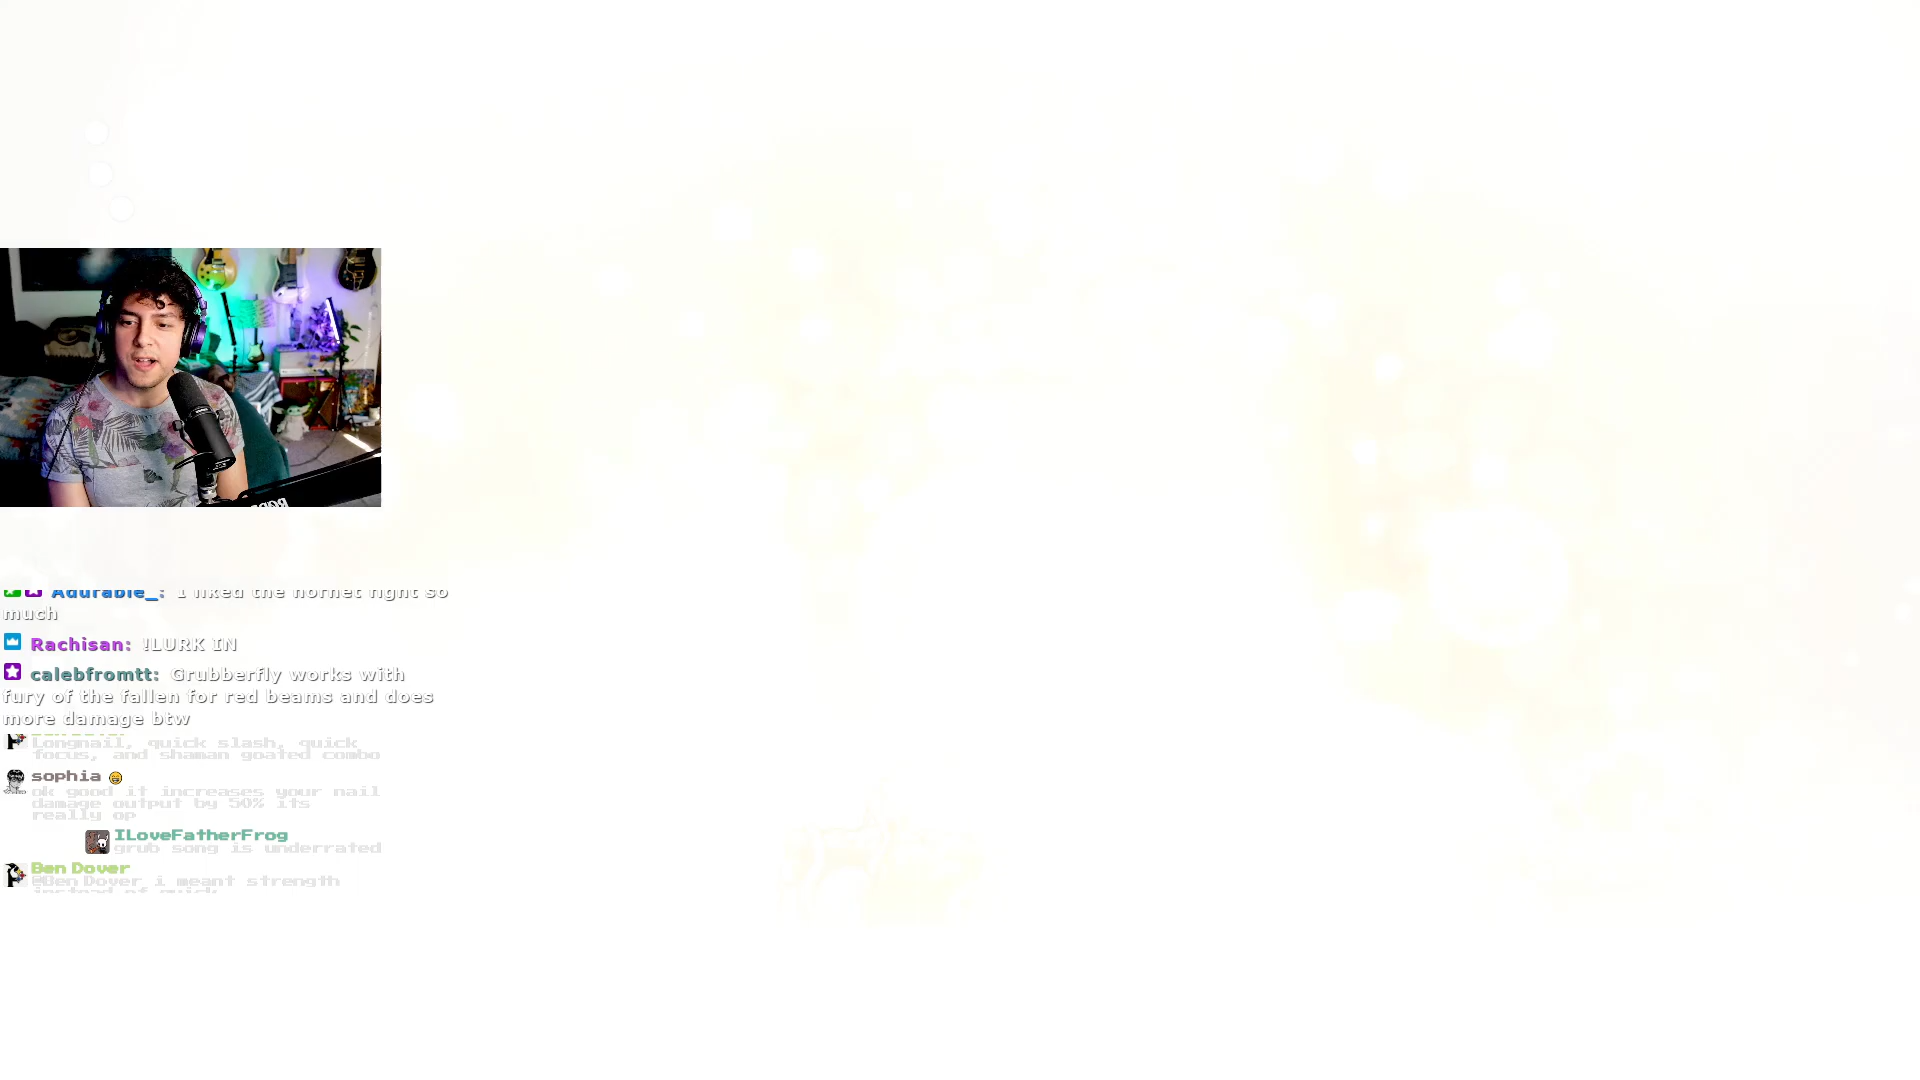 Adurable_: I liked the hornet fight so
much
Rachisan: !LURK IN
calebfromtt: Grubberfly works with
fury of the fallen for red beams and does
more damage btw
Longnail, quick slash, quick
focus, and shaman goated combo
sophia
ok good it increases your nail
damage output by 50% its
really op
ILoveFatherFrog
grub song is underrated
Ben Dover
@Ben Dover i meant strength
instead of quick